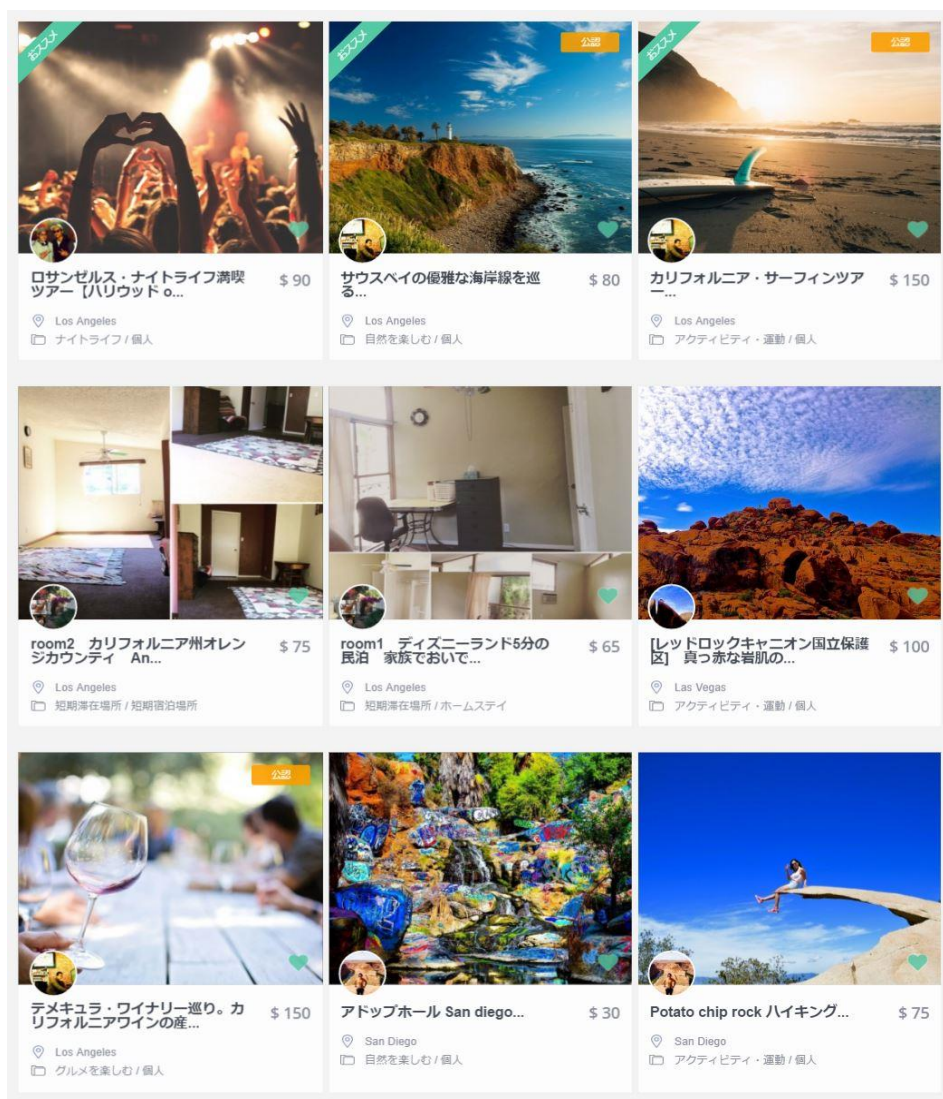 おススメ
ロサンゼルス・ナイトライフ満喫
ツアー【ハリウッド o...
$ 90
Los Angeles
ナイトライフ / 個人
おススメ
公認
サウスベイの優雅な海岸線を巡
る...
$ 80
Los Angeles
自然を楽しむ / 個人
おススメ
公認
カリフォルニア・サーフィンツア
ー...
$ 150
Los Angeles
アクティビティ・運動 / 個人
room2 カリフォルニア州オレン
ジカウンティ An...
$ 75
Los Angeles
短期滞在場所 / 短期宿泊場所
room1 ディズニーランド5分の
民泊 家族でおいで...
$ 65
Los Angeles
短期滞在場所 / ホームステイ
[レッドロックキャニオン国立保護
区] 真っ赤な岩肌の...
$ 100
Las Vegas
アクティビティ・運動 / 個人
公認
テメキュラ・ワイナリー巡り。カ
リフォルニアワインの産...
$ 150
Los Angeles
グルメを楽しむ / 個人
アドップホール San diego...
$ 30
San Diego
自然を楽しむ / 個人
Potato chip rock ハイキング...
$ 75
San Diego
アクティビティ・運動 / 個人